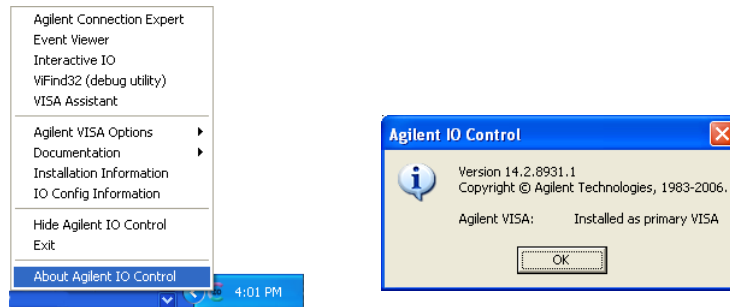 Agilent Connection Expert
Event Viewer
Interactive IO
ViFind32 (debug utility)
VISA Assistant
Agilent VISA Options
Documentation
Installation Information
IO Config Information
Hide Agilent IO Control
Exit
About Agilent IO Control
4:01 PM
Agilent IO Control
Version 14.2.8931.1
Copyright © Agilent Technologies, 1983-2006.
Agilent VISA: Installed as primary VISA
OK